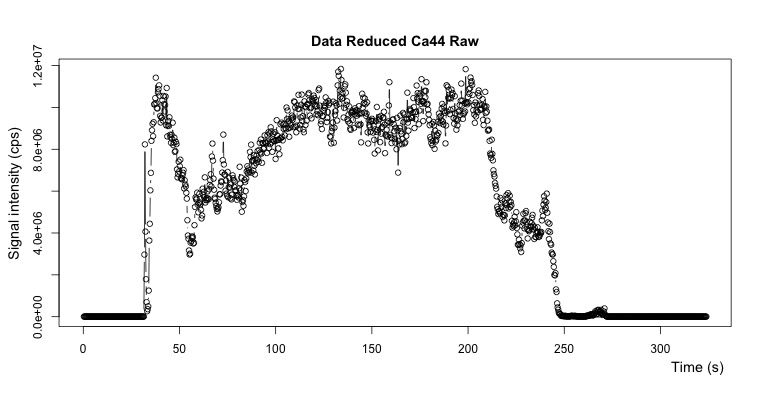 Data Reduced Ca44 Raw
Signal intensity (cps)
0.0e+00 4.0e+06 8.0e+06 1.2e+07
0 50 100 150 200 250 300
Time (s)